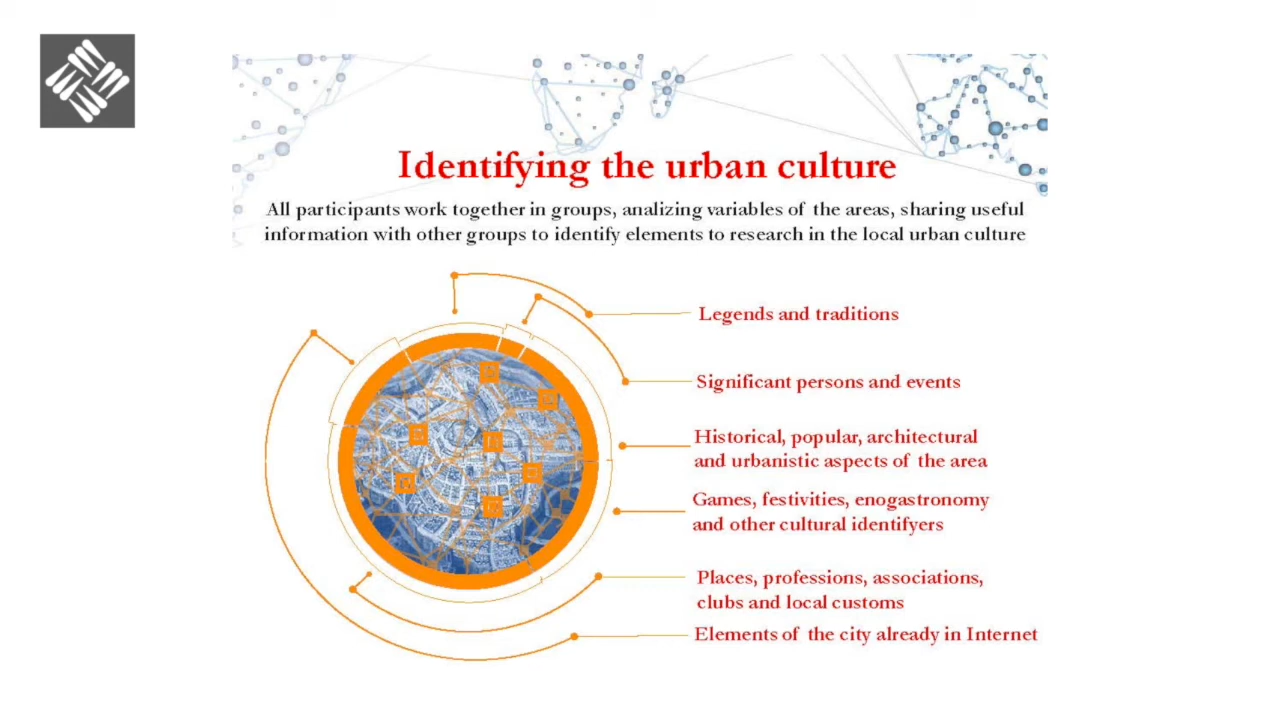 Identifying the urban culture
All participants work together in groups, analizing variables of the areas, sharing useful
information with other groups to identify elements to research in the local urban culture
Legends and traditions
Significant persons and events
Historical, popular, architectural
and urbanistic aspects of the area
Games, festivities, enogastronomy
and other cultural identifyers
Places, professions, associations,
clubs and local customs
Elements of the city already in Internet